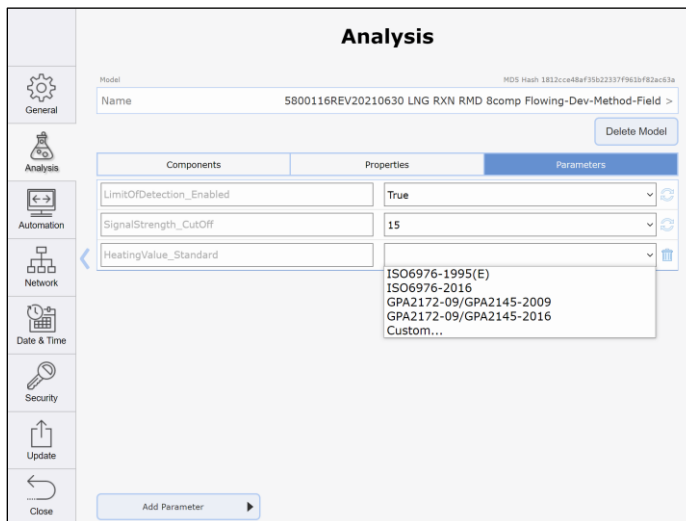 Analysis
Model
MD5 Hash 1812cce48af35b22337f961bf82ac63a
Name 5800116REV20210630 LNG RXN RMD 8comp Flowing-Dev-Method-Field >
Delete Model
Components Properties Parameters
LimitOfDetection_Enabled True
SignalStrength_CutOff 15
HeatingValue_Standard
ISO6976-1995(E)
ISO6976-2016
GPA2172-09/GPA2145-2009
GPA2172-09/GPA2145-2016
Custom...
General
Analysis
Automation
Network
Date & Time
Security
Update
Close
Add Parameter